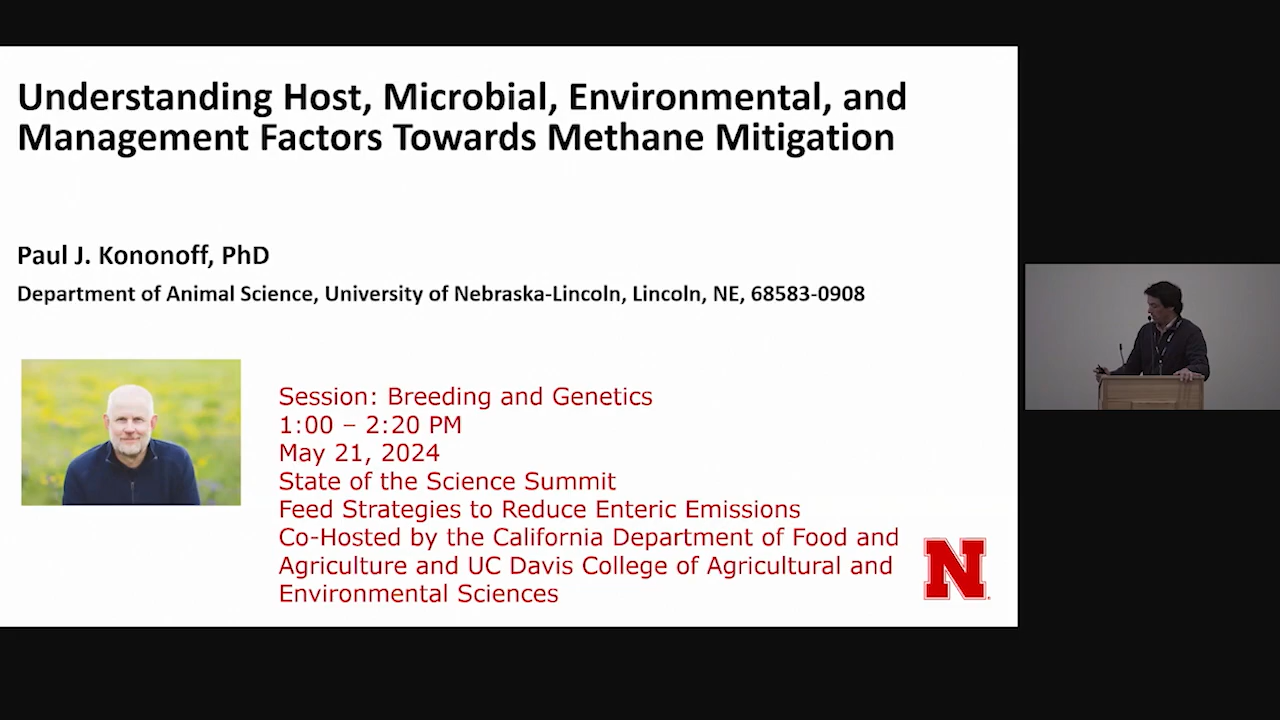 Understanding Host, Microbial, Environmental, and
Management Factors Towards Methane Mitigation
Paul J. Kononoff, PhD
Department of Animal Science, University of Nebraska-Lincoln, Lincoln, NE, 68583-0908
Session: Breeding and Genetics
1:00 – 2:20 PM
May 21, 2024
State of the Science Summit
Feed Strategies to Reduce Enteric Emissions
Co-Hosted by the California Department of Food and
Agriculture and UC Davis College of Agricultural and
Environmental Sciences
N